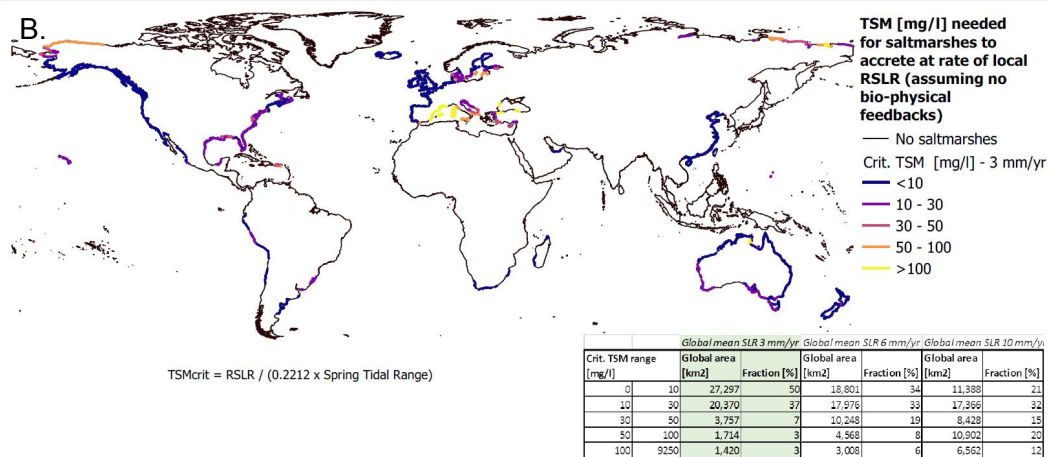 B.
TSM [mg/l] needed
for saltmarshes to
accrete at rate of local
RSLR (assuming no
bio-physical
feedbacks)
No saltmarshes
Crit. TSM [mg/l] - 3 mm/yr
<10
10 - 30
30 - 50
50 - 100
>100
TSMcrit = RSLR / (0.2212 x Spring Tidal Range)
Global mean SLR 3 mm/yr Global mean SLR 6 mm/yr Global mean SLR 10 mm/yr
Crit. TSM range Global area Global area Global area
[mg/l] [km2] Fraction [%] [km2] Fraction [%] [km2] Fraction [%]
0 10 27,297 50 18,801 34 11,388 21
10 30 20,370 37 17,976 33 17,366 32
30 50 3,757 7 10,248 19 8,428 15
50 100 1,714 3 4,568 8 10,902 20
100 9250 1,420 3 3,008 6 6,562 12